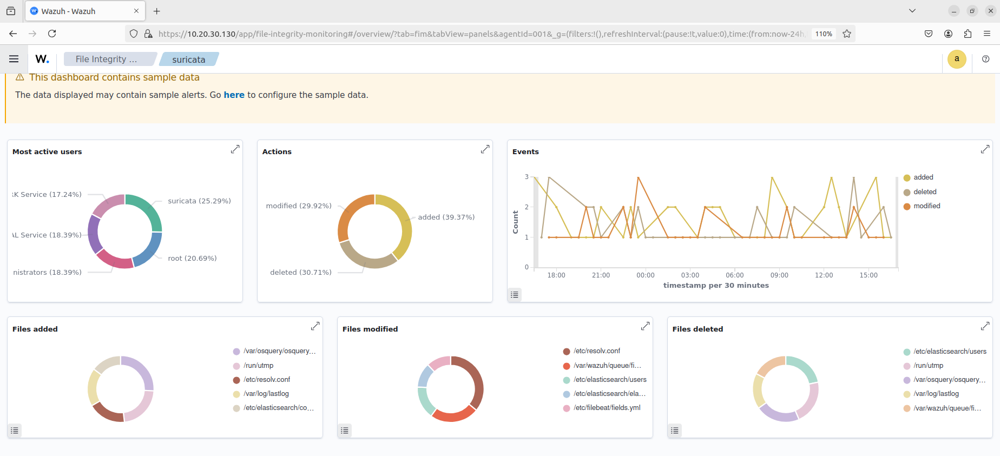 Wazuh - Wazuh
https://10.20.30.130/app/file-integrity-monitoring#/overview/?tab=fim&tabView=panels&agentId=001&_g=(filters:!(),refreshInterval:(pause:!t,value:0),time:(from:now-24h,
110%
W.
File Integrity ...
suricata
a
This dashboard contains sample data
The data displayed may contain sample alerts. Go here to configure the sample data.
Most active users
K Service (17.24%)
suricata (25.29%)
AL Service (18.39%)
root (20.69%)
nistrators (18.39%)
Actions
modified (29.92%)
added (39.37%)
deleted (30.71%)
Events
3
2
1
0
Count
18:00
21:00
00:00
03:00
06:00
09:00
12:00
15:00
timestamp per 30 minutes
added
deleted
modified
Files added
/var/osquery/osquery...
/run/utmp
/etc/resolv.conf
/var/log/lastlog
/etc/elasticsearch/co...
Files modified
/etc/resolv.conf
/var/wazuh/queue/fi...
/etc/elasticsearch/users
/etc/elasticsearch/ela...
/etc/filebeat/fields.yml
Files deleted
/etc/elasticsearch/users
/run/utmp
/var/osquery/osquery...
/var/log/lastlog
/var/wazuh/queue/fi...